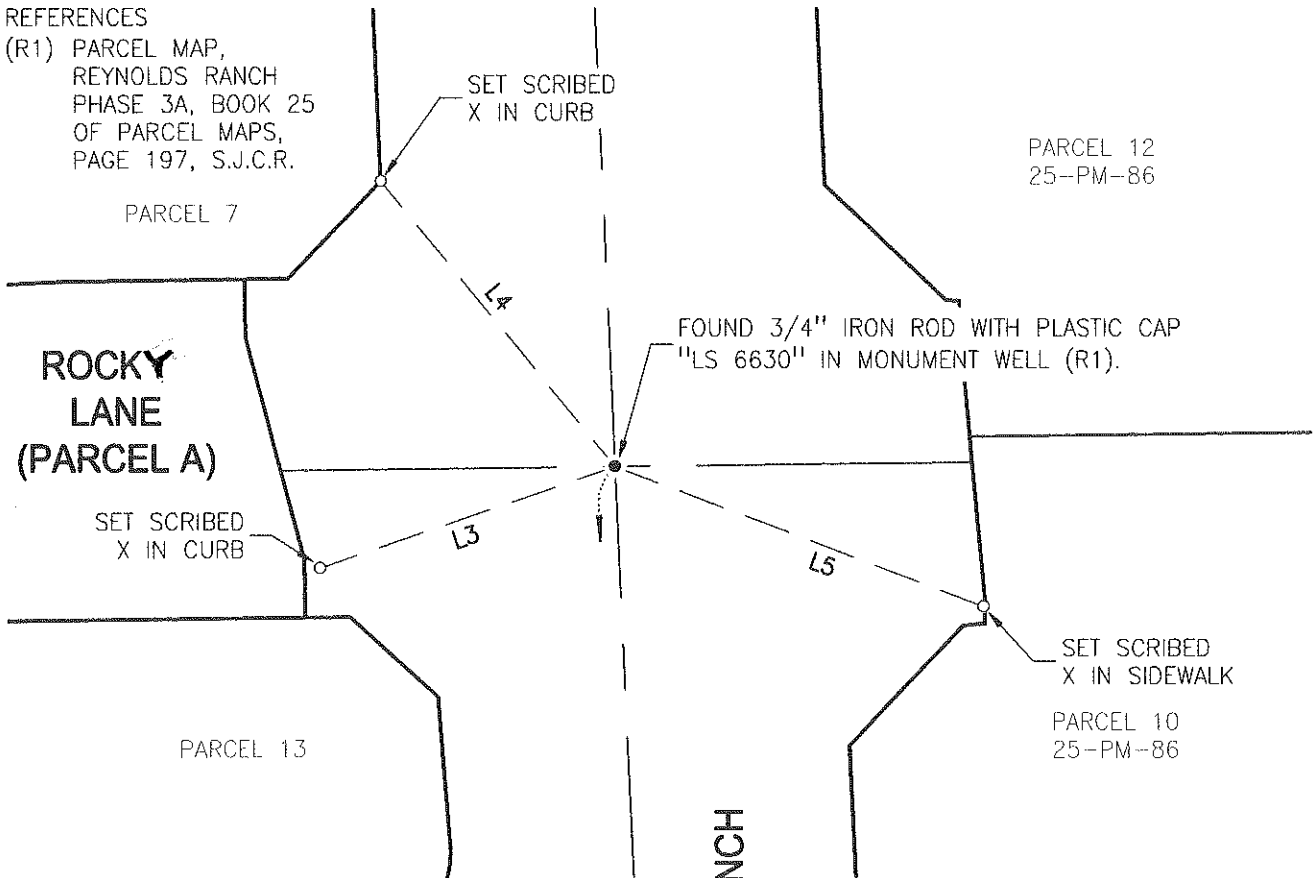 REFERENCES
(R1) PARCEL MAP,
REYNOLDS RANCH
PHASE 3A, BOOK 25
OF PARCEL MAPS,
PAGE 197, S.J.C.R.
SET SCRIBED
X IN CURB
PARCEL 12
25-PM-86
PARCEL 7
L4
FOUND 3/4" IRON ROD WITH PLASTIC CAP
"LS 6630" IN MONUMENT WELL (R1).
ROCKY
LANE
(PARCEL A)
SET SCRIBED
X IN CURB
L3
L5
SET SCRIBED
X IN SIDEWALK
PARCEL 13
PARCEL 10
25-PM-86
NCH